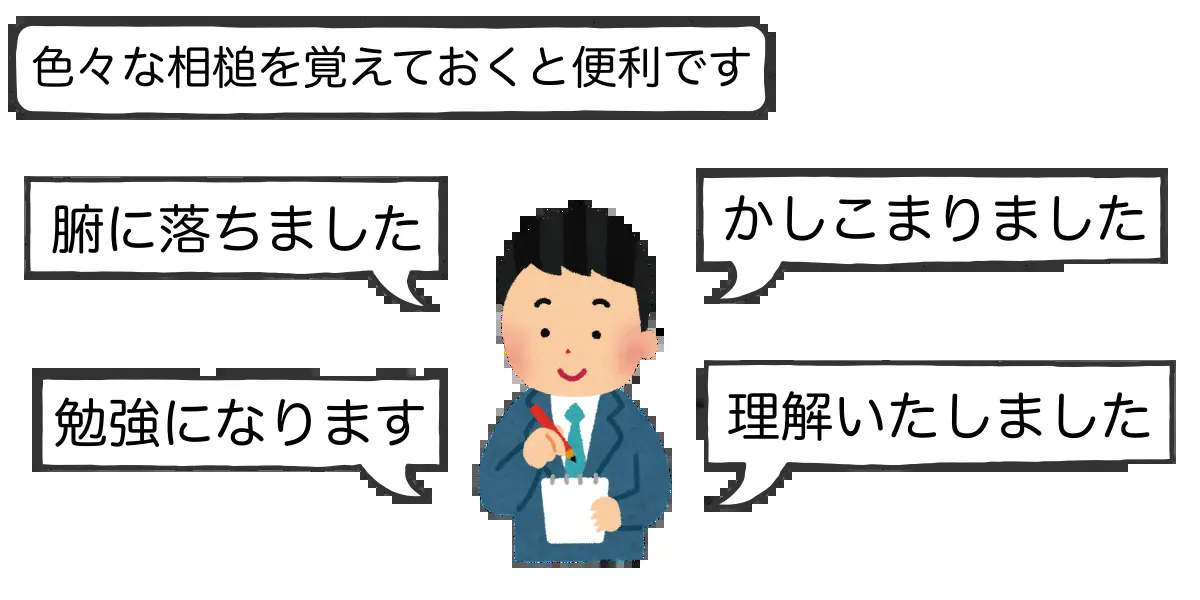 色々な相槌を覚えておくと便利です
腑に落ちました
かしこまりました
勉強になります
理解いたしました